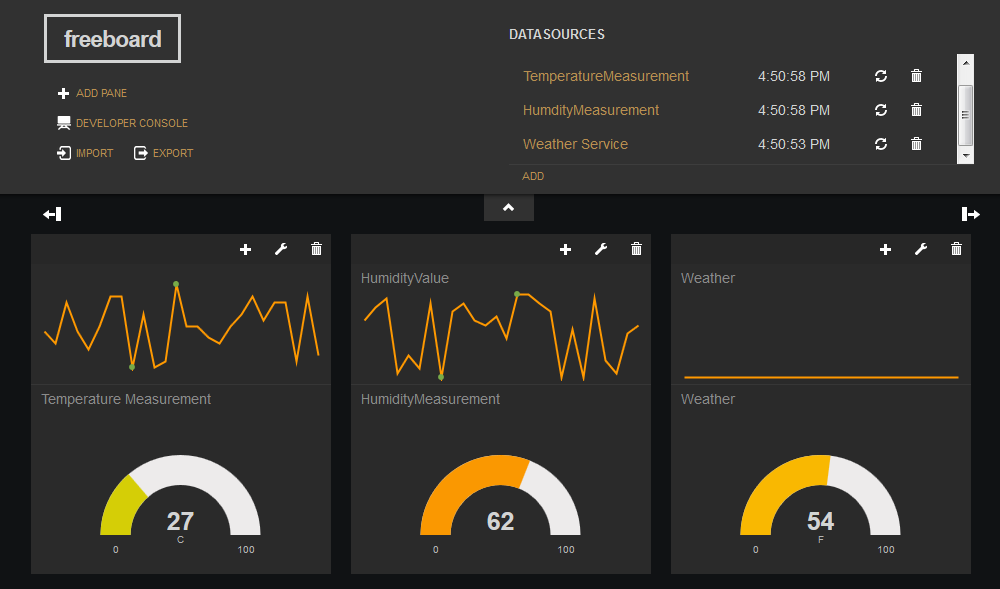 freeboard
ADD PANE
DEVELOPER CONSOLE
IMPORT EXPORT
DATASOURCES
TemperatureMeasurement 4:50:58 PM
HumdityMeasurement 4:50:58 PM
Weather Service 4:50:53 PM
ADD
HumidityValue
Weather
Temperature Measurement
HumidityMeasurement
Weather
27
C
0 100
62
0 100
54
F
0 100